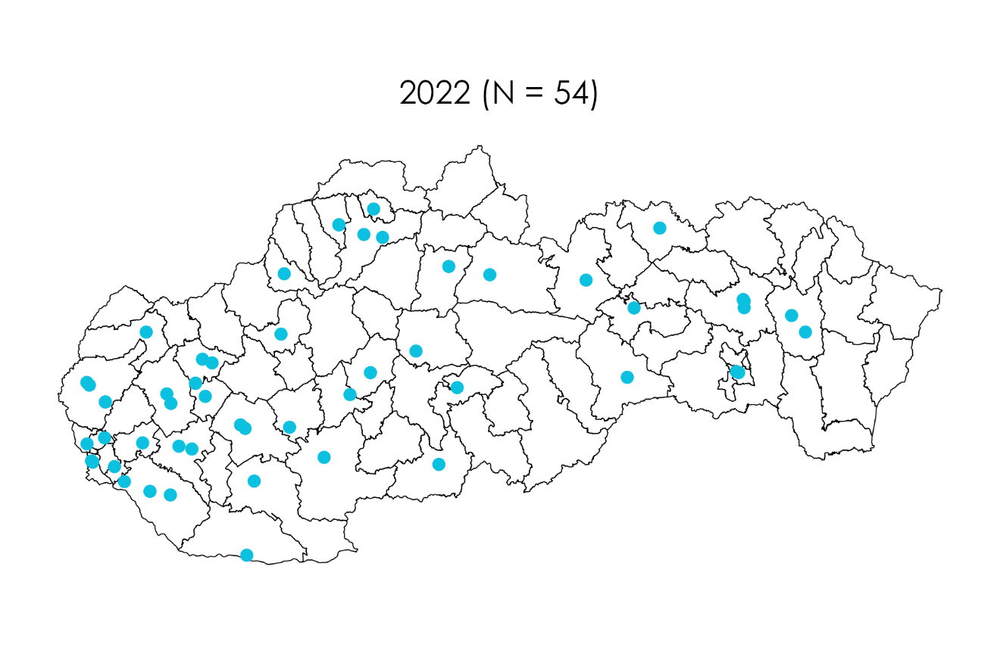 2022 (N = 54)